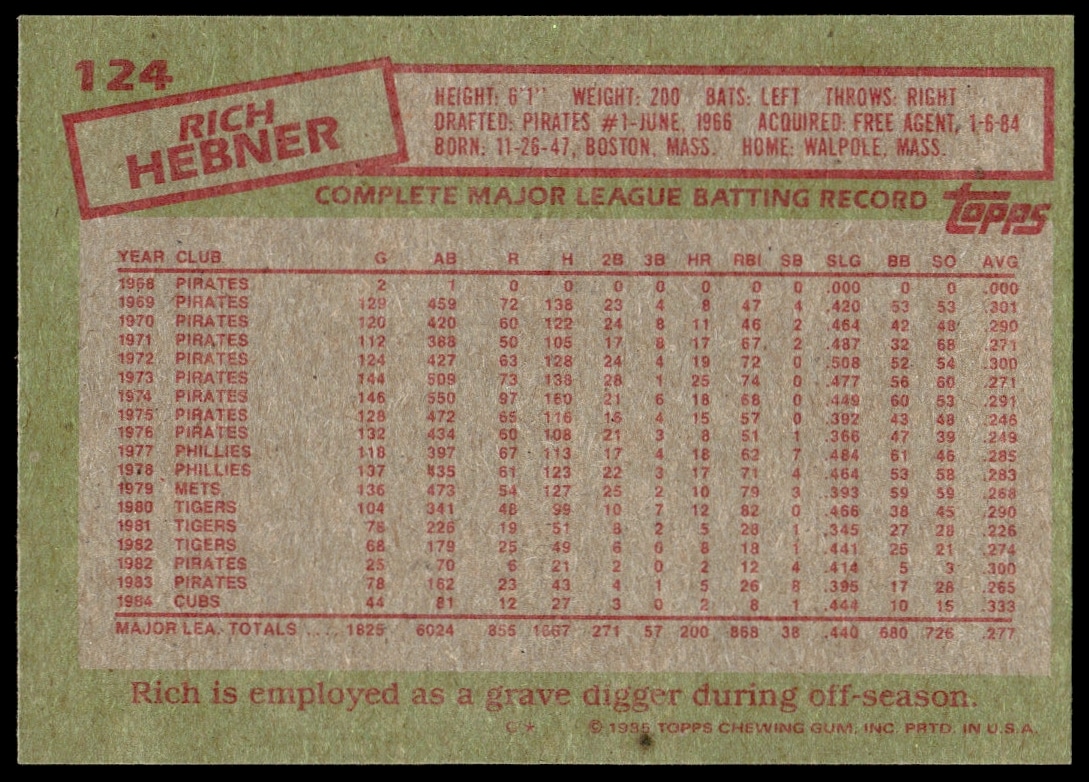 124
RICH
HEBNER
HEIGHT: 6'1" WEIGHT: 200 BATS: LEFT THROWS: RIGHT
DRAFTED: PIRATES #1-JUNE, 1966 ACQUIRED: FREE AGENT, 1-6-84
BORN: 11-26-47, BOSTON, MASS. HOME: WALPOLE, MASS.
COMPLETE MAJOR LEAGUE BATTING RECORD
TOPPS
YEAR CLUB G AB R H 2B 3B HR RBI SB SLG BB SO AVG
1968 PIRATES 2 1 0 0 0 0 0 0 0 .000 0 0 .000
1969 PIRATES 129 459 72 138 23 4 8 47 4 .420 53 53 .301
1970 PIRATES 120 420 60 122 24 8 11 46 2 .464 42 48 .290
1971 PIRATES 112 388 50 105 17 8 17 67 2 .487 32 68 .271
1972 PIRATES 124 427 63 128 24 4 19 72 0 .508 52 54 .300
1973 PIRATES 144 509 73 138 28 1 25 74 0 .477 56 60 .271
1974 PIRATES 146 550 97 160 21 6 18 68 0 .449 60 53 .291
1975 PIRATES 128 472 65 116 16 4 15 57 0 .392 43 48 .246
1976 PIRATES 132 434 60 108 21 3 8 51 1 .366 47 39 .249
1977 PHILLIES 118 397 67 113 17 4 18 62 7 .484 61 46 .285
1978 PHILLIES 137 435 61 123 22 3 17 71 4 .464 53 58 .283
1979 METS 136 473 54 127 25 2 10 79 3 .393 59 59 .268
1980 TIGERS 104 341 48 99 10 7 12 82 0 .466 38 45 .290
1981 TIGERS 78 226 19 51 8 2 5 28 1 .345 27 28 .226
1982 TIGERS 68 179 25 49 6 0 8 18 1 .441 25 21 .274
1982 PIRATES 25 70 6 21 2 0 2 12 4 .414 5 3 .300
1983 PIRATES 78 162 23 43 4 1 5 26 8 .395 17 28 .265
1984 CUBS 44 81 12 27 3 0 2 8 1 .444 10 15 .333
MAJOR LEA. TOTALS .... 1825 6024 855 1667 271 57 200 868 38 .440 680 726 .277
Rich is employed as a grave digger during off-season.
C* © 1985 TOPPS CHEWING GUM, INC. PRTD. IN U.S.A.